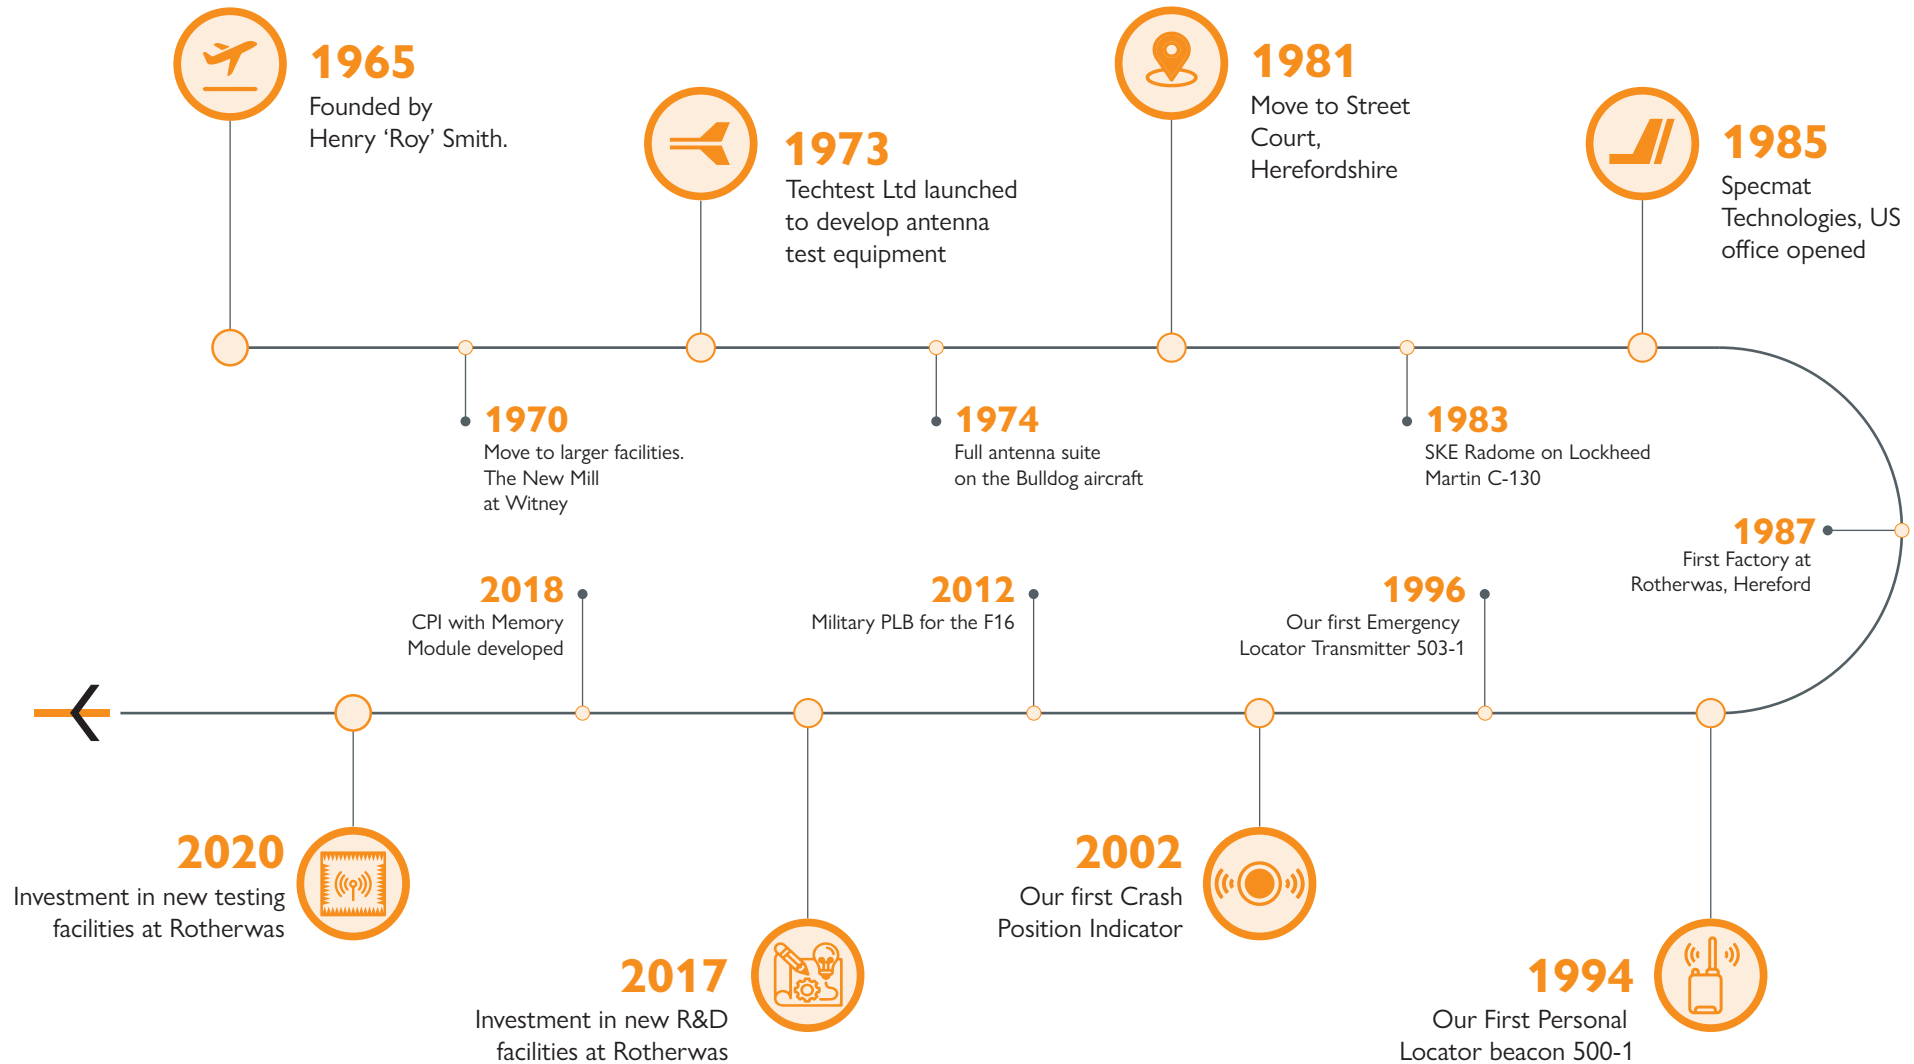 1965
Founded by
Henry ‘Roy’ Smith.
1970
Move to larger facilities.
The New Mill
at Witney
1973
Techtest Ltd launched
to develop antenna
test equipment
1974
Full antenna suite
on the Bulldog aircraft
1981
Move to Street
Court,
Herefordshire
1983
SKE Radome on Lockheed
Martin C-130
1985
Specmat
Technologies, US
office opened
1987
First Factory at
Rotherwas, Hereford
1994
Our First Personal
Locator beacon 500-1
1996
Our first Emergency
Locator Transmitter 503-1
2002
Our first Crash
Position Indicator
2012
Military PLB for the F16
2017
Investment in new R&D
facilities at Rotherwas
2018
CPI with Memory
Module developed
2020
Investment in new testing
facilities at Rotherwas